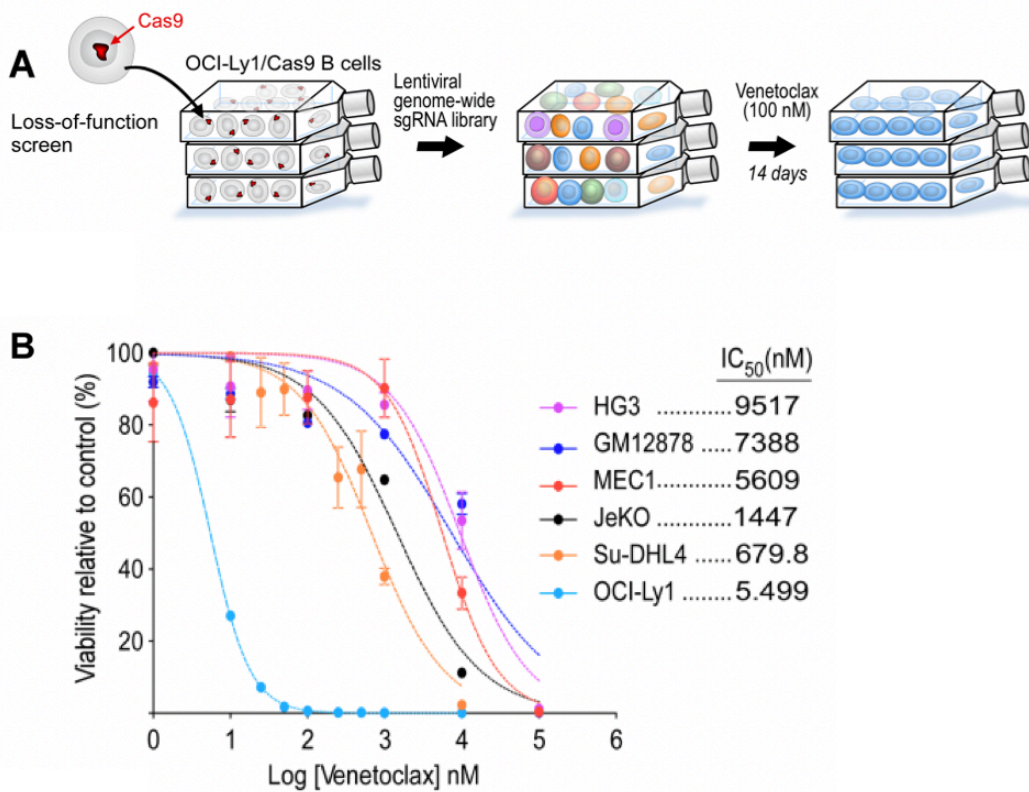 A
Cas9
OCI-Ly1/Cas9 B cells
Loss-of-function
screen
Lentiviral
genome-wide
sgRNA library
Venetoclax
(100 nM)
14 days
B
Viability relative to control (%)
100
80
60
40
20
0 1 2 3 4 5 6
Log [Venetoclax] nM
IC50(nM)
HG3 ............9517
GM12878 .....7388
MEC1............5609
JeKO ............1447
Su-DHL4 ......679.8
OCI-Ly1 ........5.499